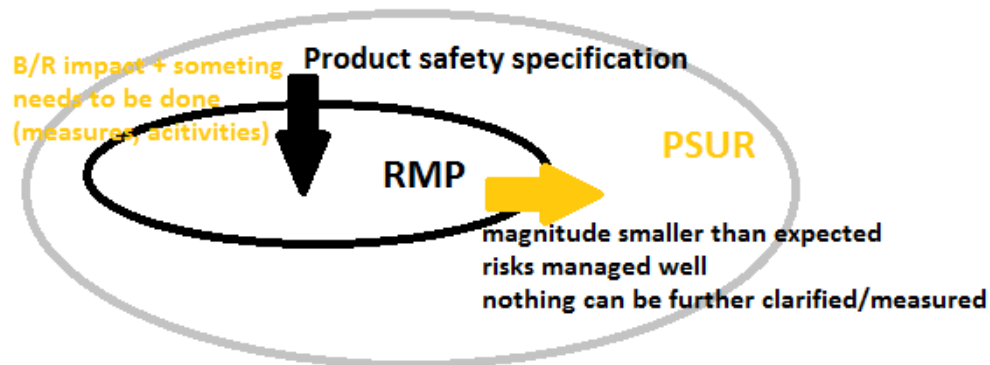 Product safety specification
B/R impact + someting
needs to be done
(measures, acitivities)
PSUR
RMP
magnitude smaller than expected
risks managed well
nothing can be further clarified/measured